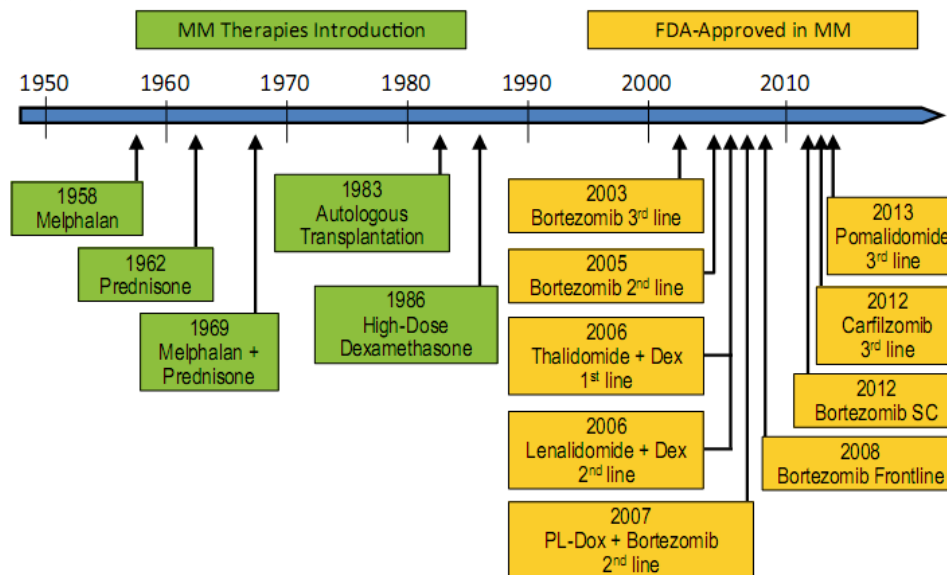 MM Therapies Introduction
FDA-Approved in MM
1950 1960 1970 1980 1990 2000 2010
1958
Melphalan
1962
Prednisone
1969
Melphalan +
Prednisone
1983
Autologous
Transplantation
1986
High-Dose
Dexamethasone
2003
Bortezomib 3rd line
2005
Bortezomib 2nd line
2006
Thalidomide + Dex
1st line
2006
Lenalidomide + Dex
2nd line
2007
PL-Dox + Bortezomib
2nd line
2013
Pomalidomide
3rd line
2012
Carfilzomib
3rd line
2012
Bortezomib SC
2008
Bortezomib Frontline